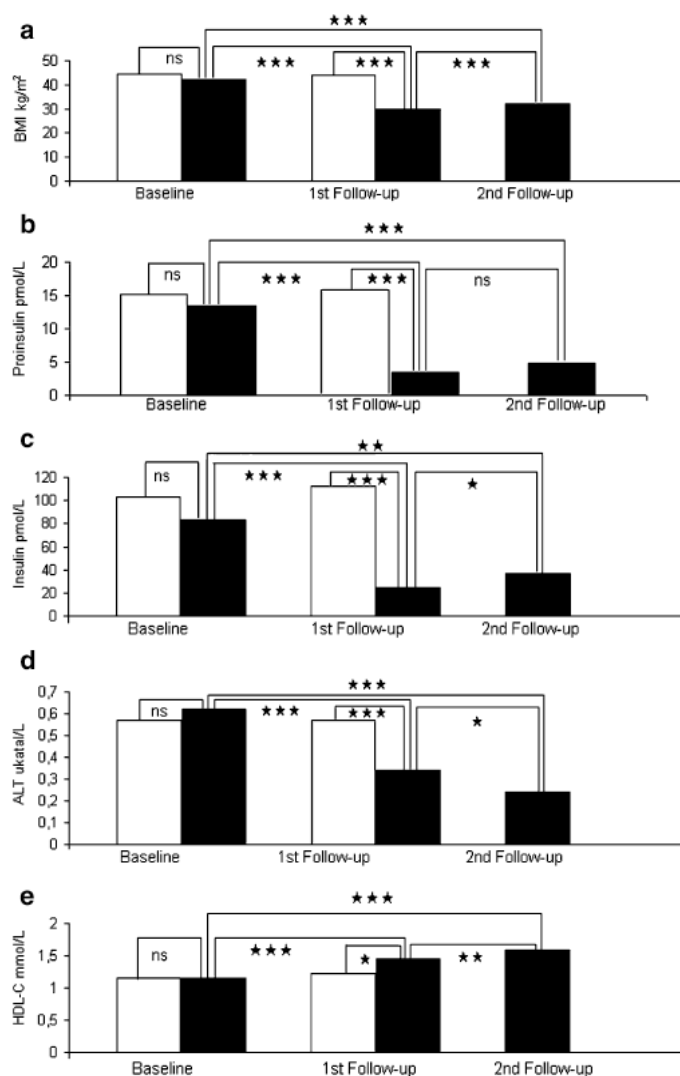 a
★★★
ns ★★★ ★★★ ★★★
BMI kg/m²
50
40
30
20
10
0
Baseline 1st Follow-up 2nd Follow-up
b
★★★
ns ★★★ ★★★ ns
Proinsulin pmol/L
20
15
10
5
0
Baseline 1st Follow-up 2nd Follow-up
c
★★
ns ★★★ ★★★ ★
Insulin pmol/L
120
100
80
60
40
20
0
Baseline 1st Follow-up 2nd Follow-up
d
★★★
ns ★★★ ★★★ ★
ALT ukatal/L
0,7
0,6
0,5
0,4
0,3
0,2
0,1
0
Baseline 1st Follow-up 2nd Follow-up
e
★★★
ns ★★★ ★ ★★
HDL-C mmol/L
2
1,5
1
0,5
0
Baseline 1st Follow-up 2nd Follow-up